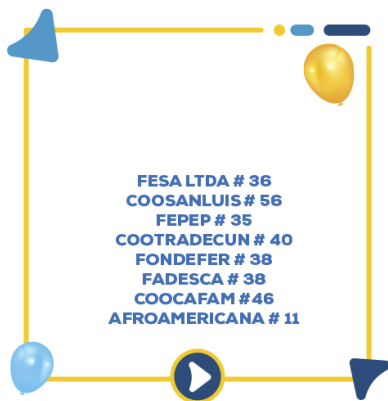 FESA LTDA # 36
COOSANLUIS # 56
FEPEP # 35
COOTRADECUN # 40
FONDEFER # 38
FADESCA # 38
COOCAFAM #46
AFROAMERICANA # 11